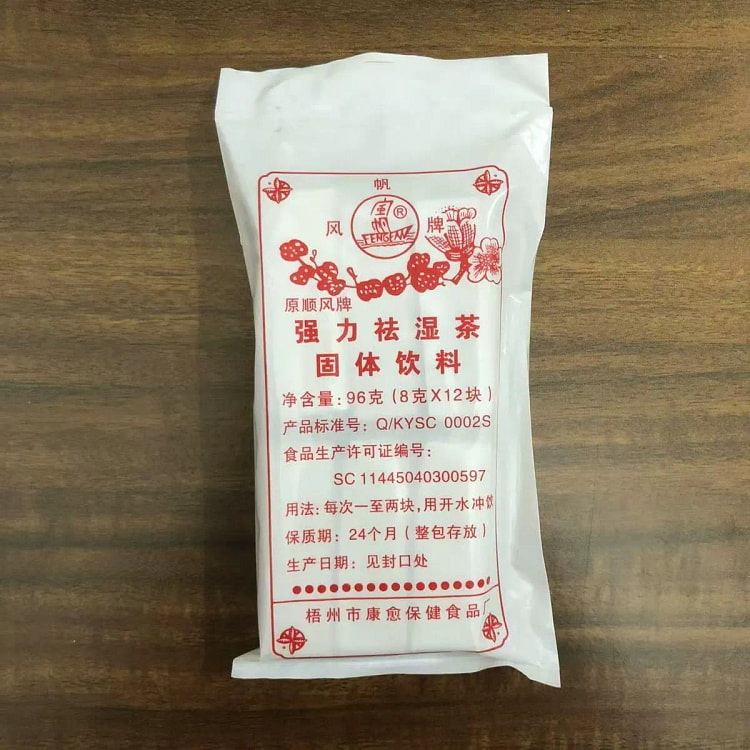 帆
风 牌
风帆
®
FENGFAN
原顺风牌
强力祛湿茶
固体饮料
净含量：96克（8克X12块）
产品标准号：Q/KYSC 0002S
食品生产许可证编号：
SC 11445040300597
用法：每次一至两块，用开水冲饮
保质期：24个月（整包存放）
生产日期：见封口处
梧州市康愈保健食品厂